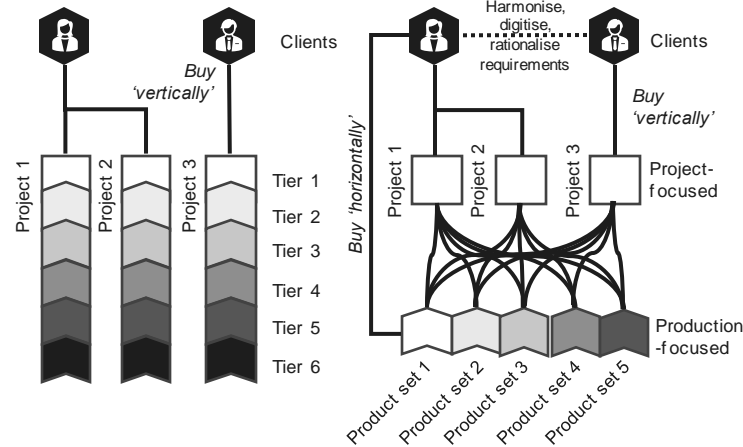 Clients
Buy
'vertically'
Project 1
Project 2
Project 3
Tier 1
Tier 2
Tier 3
Tier 4
Tier 5
Tier 6
Harmonise,
digitise,
rationalise
requirements
Clients
Buy 'horizontally'
Buy
'vertically'
Project 1
Project 2
Project 3
Project-
focused
Production
-focused
Product set 1
Product set 2
Product set 3
Product set 4
Product set 5